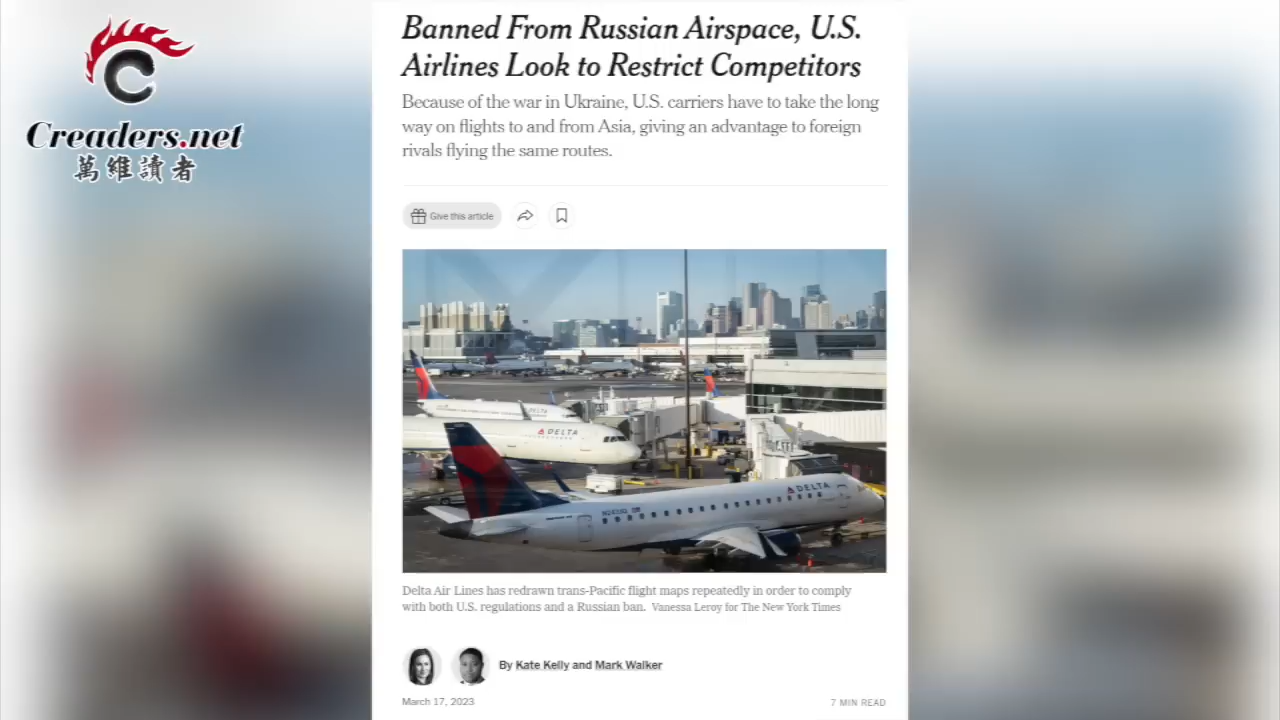 Creaders.net
萬維讀者
Banned From Russian Airspace, U.S.
Airlines Look to Restrict Competitors
Because of the war in Ukraine, U.S. carriers have to take the long
way on flights to and from Asia, giving an advantage to foreign
rivals flying the same routes.
Give this article
DELTA
DELTA
DELTA
Delta Air Lines has redrawn trans-Pacific flight maps repeatedly in order to comply
with both U.S. regulations and a Russian ban. Vanessa Leroy for The New York Times
By Kate Kelly and Mark Walker
March 17, 2023
7 MIN READ